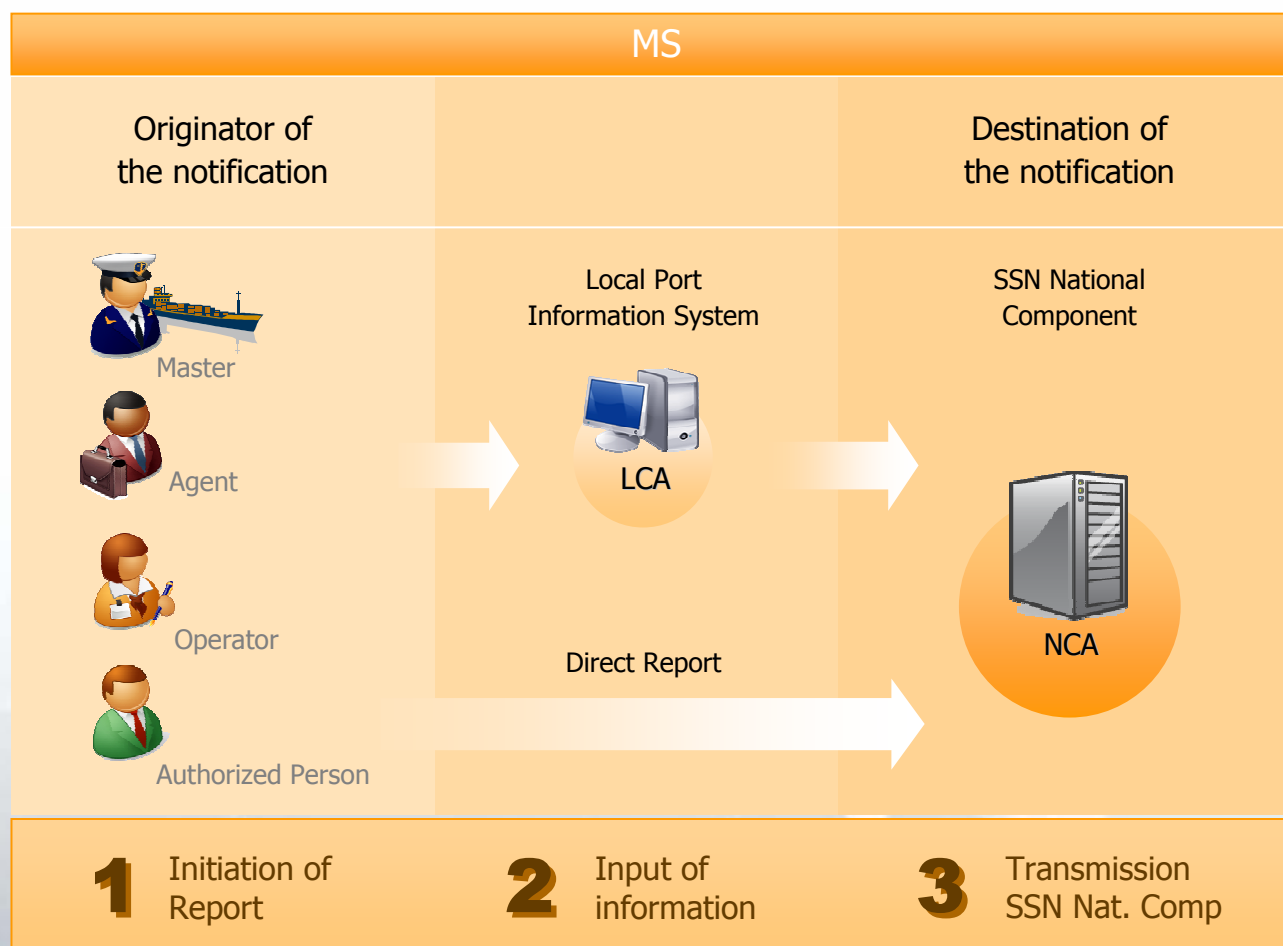 MS
Originator of
the notification
Destination of
the notification
Master
Agent
Operator
Authorized Person
Local Port
Information System
LCA
Direct Report
SSN National
Component
NCA
1 Initiation of
Report
2 Input of
information
3 Transmission
SSN Nat. Comp